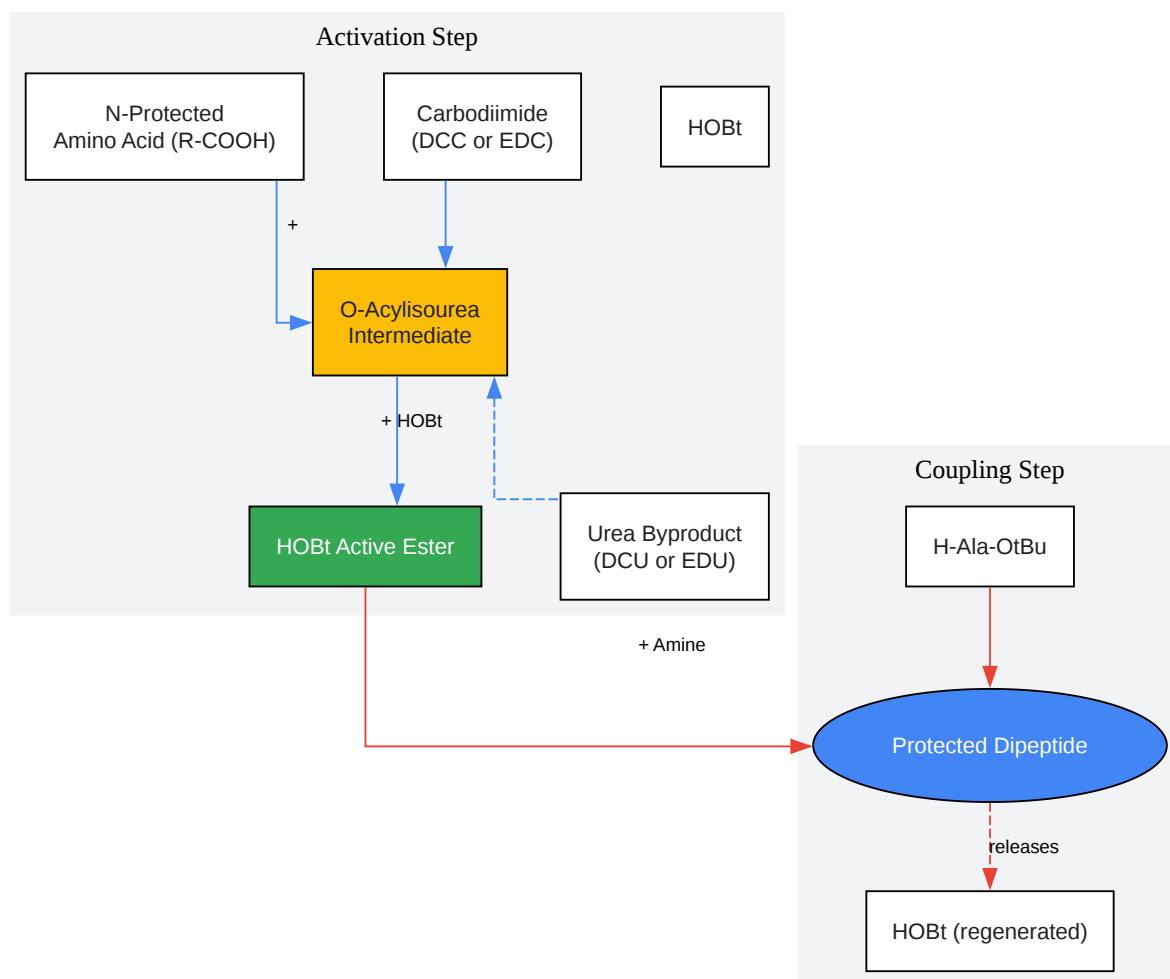 Activation Step
N-Protected
Amino Acid (R-COOH)
Carbodiimide
(DCC or EDC)
HOBt
+
O-Acylisourea
Intermediate
+ HOBt
HOBt Active Ester
Urea Byproduct
(DCU or EDU)
+ Amine
Coupling Step
H-Ala-OtBu
Protected Dipeptide
releases
HOBt (regenerated)